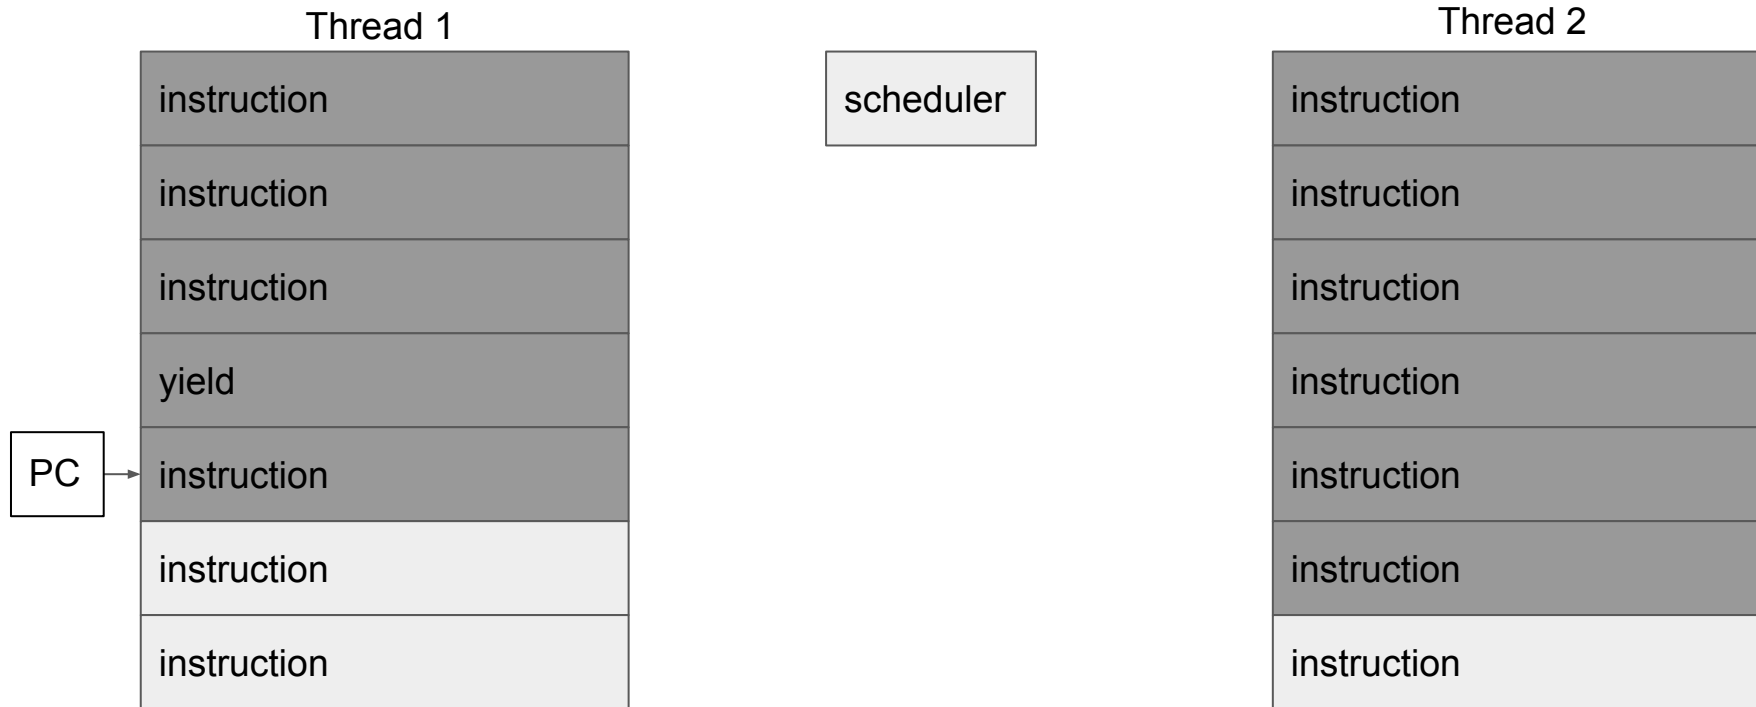 Thread 1
instruction
instruction
instruction
yield
instruction
instruction
instruction
PC
scheduler
Thread 2
instruction
instruction
instruction
instruction
instruction
instruction
instruction